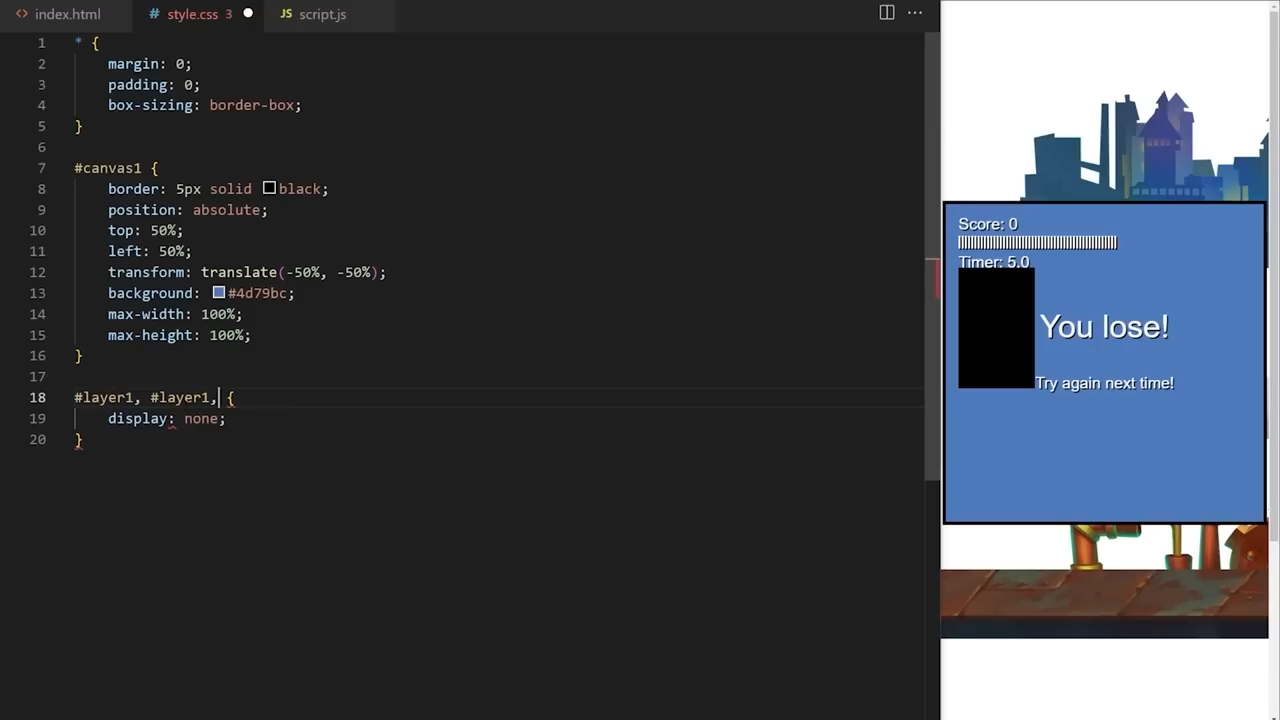 index.html
style.css 3
JS script.js
1 * {
2 margin: 0;
3 padding: 0;
4 box-sizing: border-box;
5 }
6
7 #canvas1 {
8 border: 5px solid black;
9 position: absolute;
10 top: 50%;
11 left: 50%;
12 transform: translate(-50%, -50%);
13 background: #4d79bc;
14 max-width: 100%;
15 max-height: 100%;
16 }
17
18 #layer1, #layer1, {
19 display: none;
20 }
Score: 0
Timer: 5.0
You lose!
Try again next time!